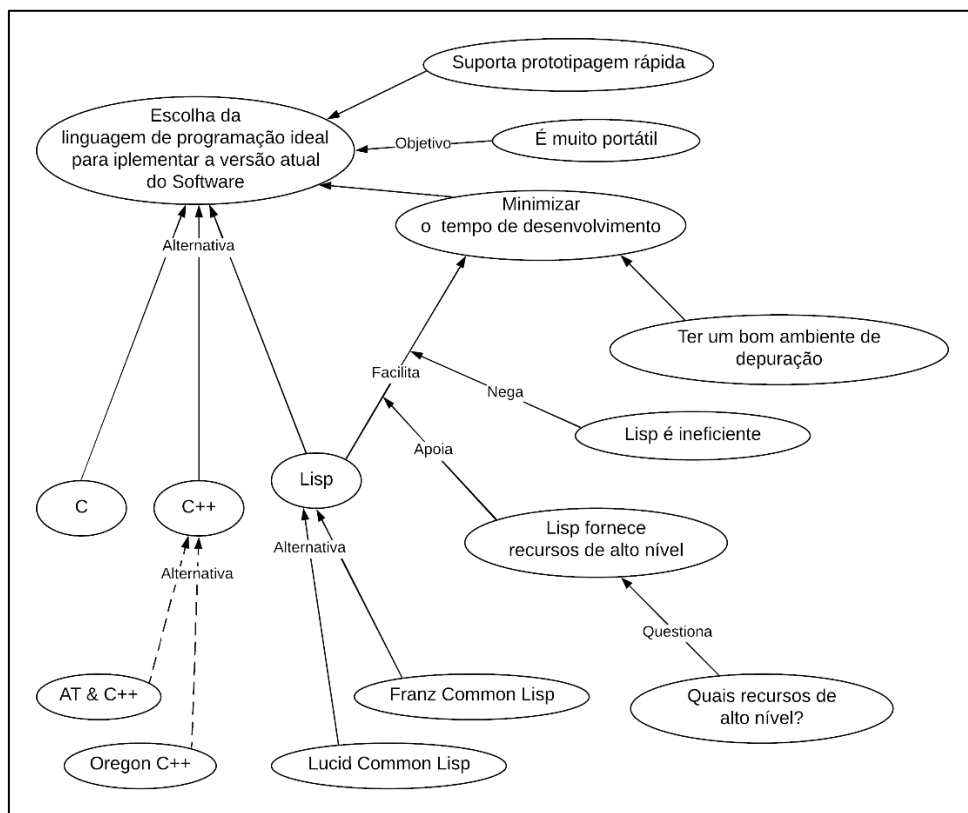 Suporta prototipagem rápida
Escolha da
linguagem de programação ideal
para iplementar a versão atual
do Software
Objetivo
É muito portátil
Minimizar
o tempo de desenvolvimento
Alternativa
Ter um bom ambiente de
depuração
Facilita
Nega
Lisp é ineficiente
Apoia
C
C++
Lisp
Lisp fornece
recursos de alto nível
Alternativa
Alternativa
Questiona
AT & C++
Franz Common Lisp
Quais recursos de
alto nível?
Oregon C++
Lucid Common Lisp